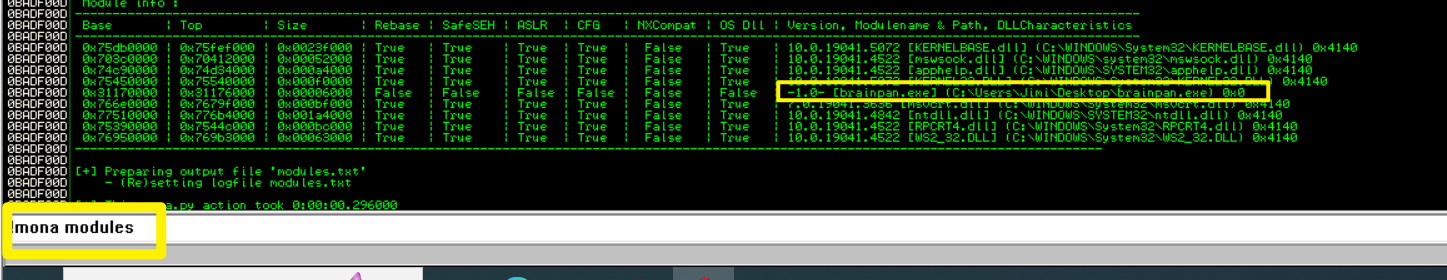 0BADF00D Module info :
0BADF00D
0BADF00D Base | Top | Size | Rebase | SafeSEH | ASLR | CFG | NXCompat | OS Dll | Version, Modulename & Path, DLLCharacteristics
0BADF00D
0BADF00D 0x75db0000 | 0x75fef000 | 0x0023f000 | True | True | True | True | False | True | 10.0.19041.5072 [KERNELBASE.dll] (C:\WINDOWS\System32\KERNELBASE.dll) 0x4140
0BADF00D 0x703c0000 | 0x70412000 | 0x00052000 | True | True | True | True | False | True | 10.0.19041.4522 [mswsock.dll] (C:\WINDOWS\system32\mswsock.dll) 0x4140
0BADF00D 0x74c90000 | 0x74d34000 | 0x000a4000 | True | True | True | True | False | True | 10.0.19041.4522 [apphelp.dll] (C:\WINDOWS\SYSTEM32\apphelp.dll) 0x4140
0BADF00D 0x75450000 | 0x75540000 | 0x000f0000 | True | True | True | True | False | True | [KERNEL32.DLL] (C:\WINDOWS\System32\KERNEL32.DLL) 0x4140
0BADF00D 0x31170000 | 0x31176000 | 0x00006000 | False | False | False | False | False | False | -1.0- [brainpan.exe] (C:\Users\Jimi\Desktop\brainpan.exe) 0x0
0BADF00D 0x766e0000 | 0x7679f000 | 0x000bf000 | True | True | True | True | False | True | 7.0.19041.3636 [msvcrt.dll] (C:\WINDOWS\System32\msvcrt.dll) 0x4140
0BADF00D 0x77510000 | 0x776b4000 | 0x001a4000 | True | True | True | True | False | True | 10.0.19041.4842 [ntdll.dll] (C:\WINDOWS\SYSTEM32\ntdll.dll) 0x4140
0BADF00D 0x75390000 | 0x7544c000 | 0x000bc000 | True | True | True | True | False | True | 10.0.19041.4522 [RPCRT4.dll] (C:\WINDOWS\System32\RPCRT4.dll) 0x4140
0BADF00D 0x76950000 | 0x769b3000 | 0x00063000 | True | True | True | True | False | True | 10.0.19041.4522 [WS2_32.DLL] (C:\WINDOWS\System32\WS2_32.DLL) 0x4140
0BADF00D
0BADF00D
0BADF00D [+] Preparing output file 'modules.txt'
0BADF00D - (Re)setting logfile modules.txt
0BADF00D
action took 0:00:00.296000
!mona modules